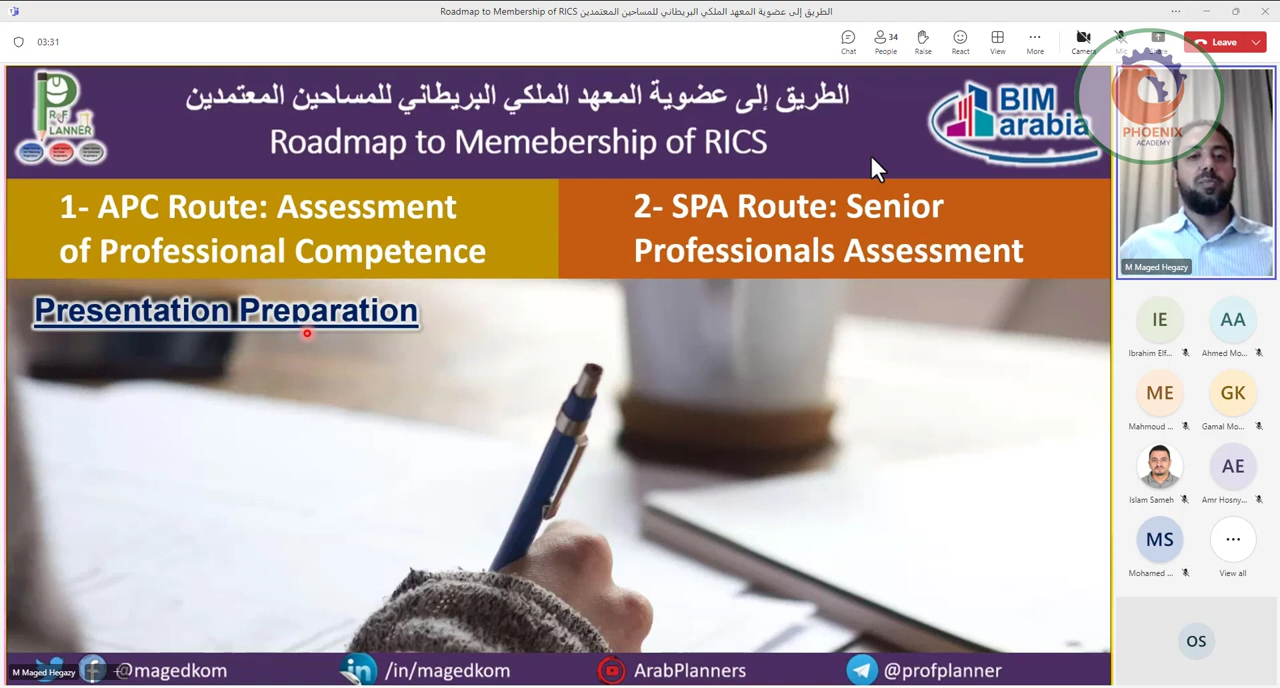 Roadmap to Membership of RICS الطريق إلى عضوية المعهد الملكي البريطاني للمساحين المعتمدين
03:31
Chat
34
People
Raise
React
View
More
Camera
Mic
Share
Leave
الطريق إلى عضوية المعهد الملكي البريطاني للمساحين المعتمدين
Roadmap to Memebership of RICS
PLANNER
BIM
arabia
PHOENIX
ACADEMY
1- APC Route: Assessment
of Professional Competence
2- SPA Route: Senior
Professionals Assessment
Presentation Preparation
M Maged Hegazy
IE
AA
Ibrahim Elf...
Ahmed Mo...
ME
GK
Mahmoud ...
Gamal Mo...
AE
Islam Sameh
Amr Hosny...
MS
...
Mohamed ...
View all
OS
M Maged Hegazy
@magedkom
/in/magedkom
ArabPlanners
@profplanner